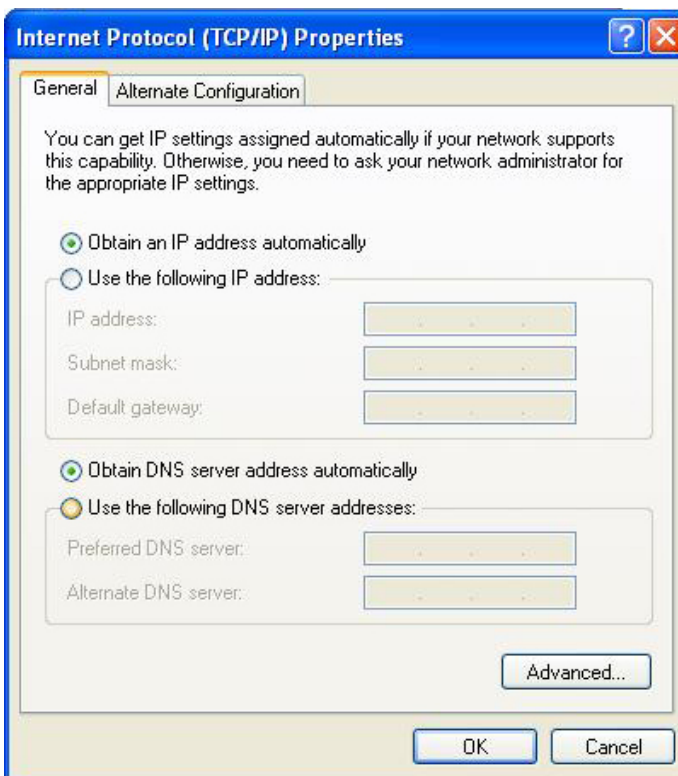 Internet Protocol (TCP/IP) Properties
?
General
Alternate Configuration
You can get IP settings assigned automatically if your network supports
this capability. Otherwise, you need to ask your network administrator for
the appropriate IP settings.
Obtain an IP address automatically
Use the following IP address:
IP address:
Subnet mask:
Default gateway:
Obtain DNS server address automatically
Use the following DNS server addresses:
Preferred DNS server:
Alternate DNS server:
Advanced...
OK
Cancel